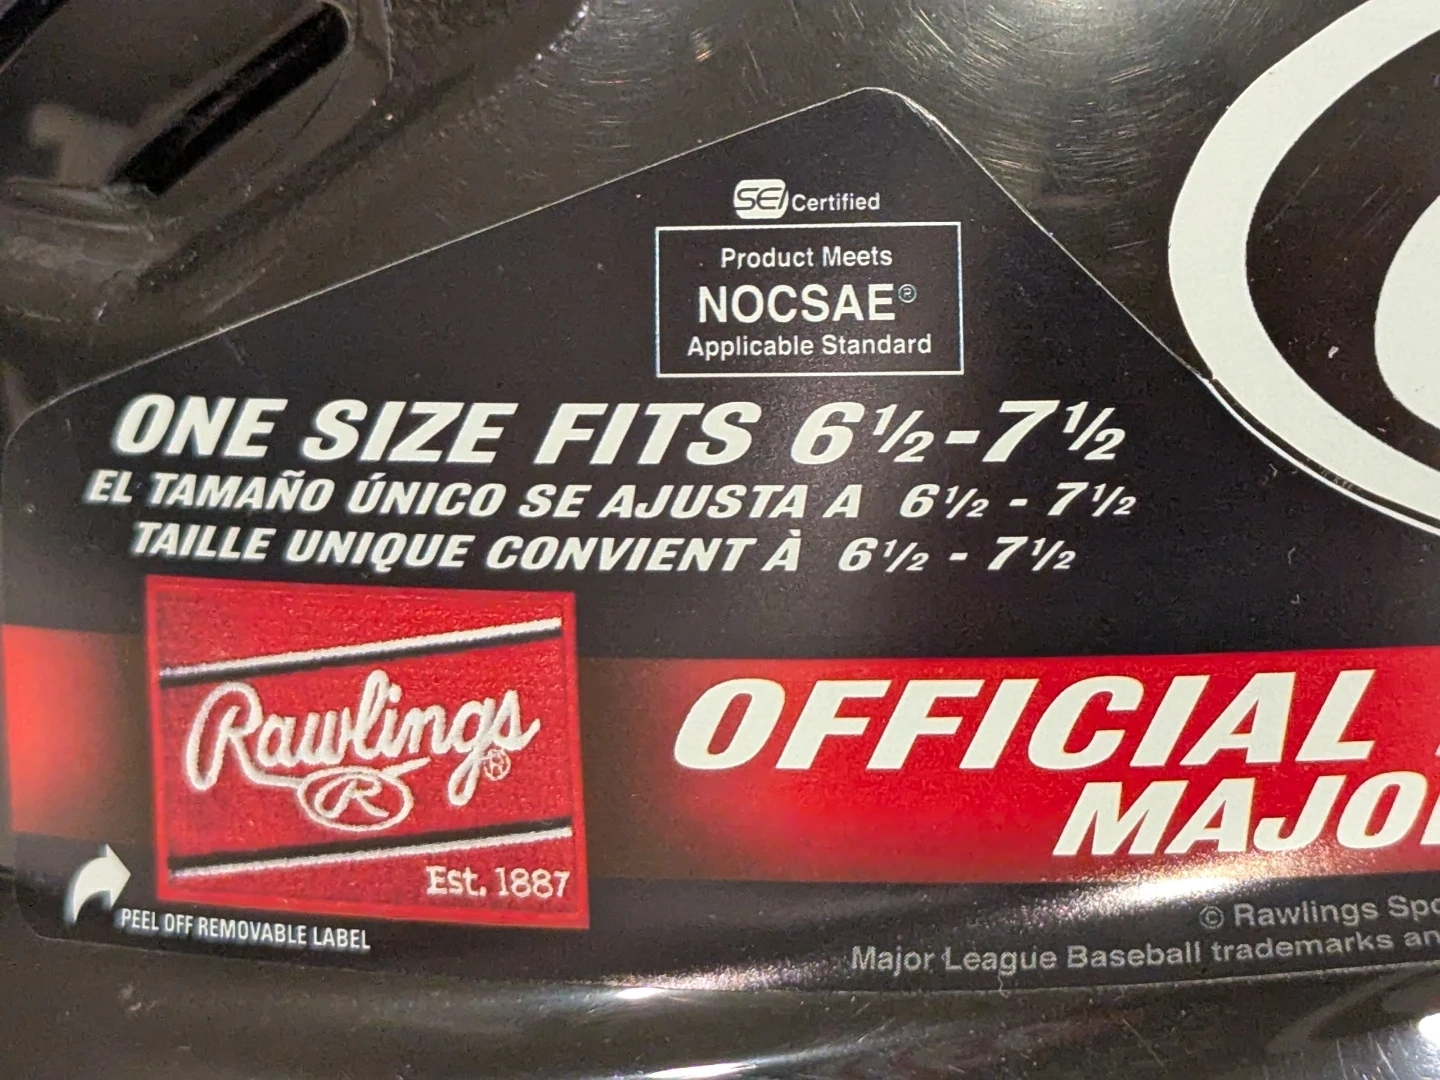 SEI Certified
Product Meets
NOCSAE®
Applicable Standard
ONE SIZE FITS 6½-7½
EL TAMAÑO ÚNICO SE AJUSTA A 6½ - 7½
TAILLE UNIQUE CONVIENT À 6½ - 7½
Rawlings®
R
Est. 1887
OFFICIAL
PEEL OFF REMOVABLE LABEL
© Rawlings
Major League Baseball trademarks